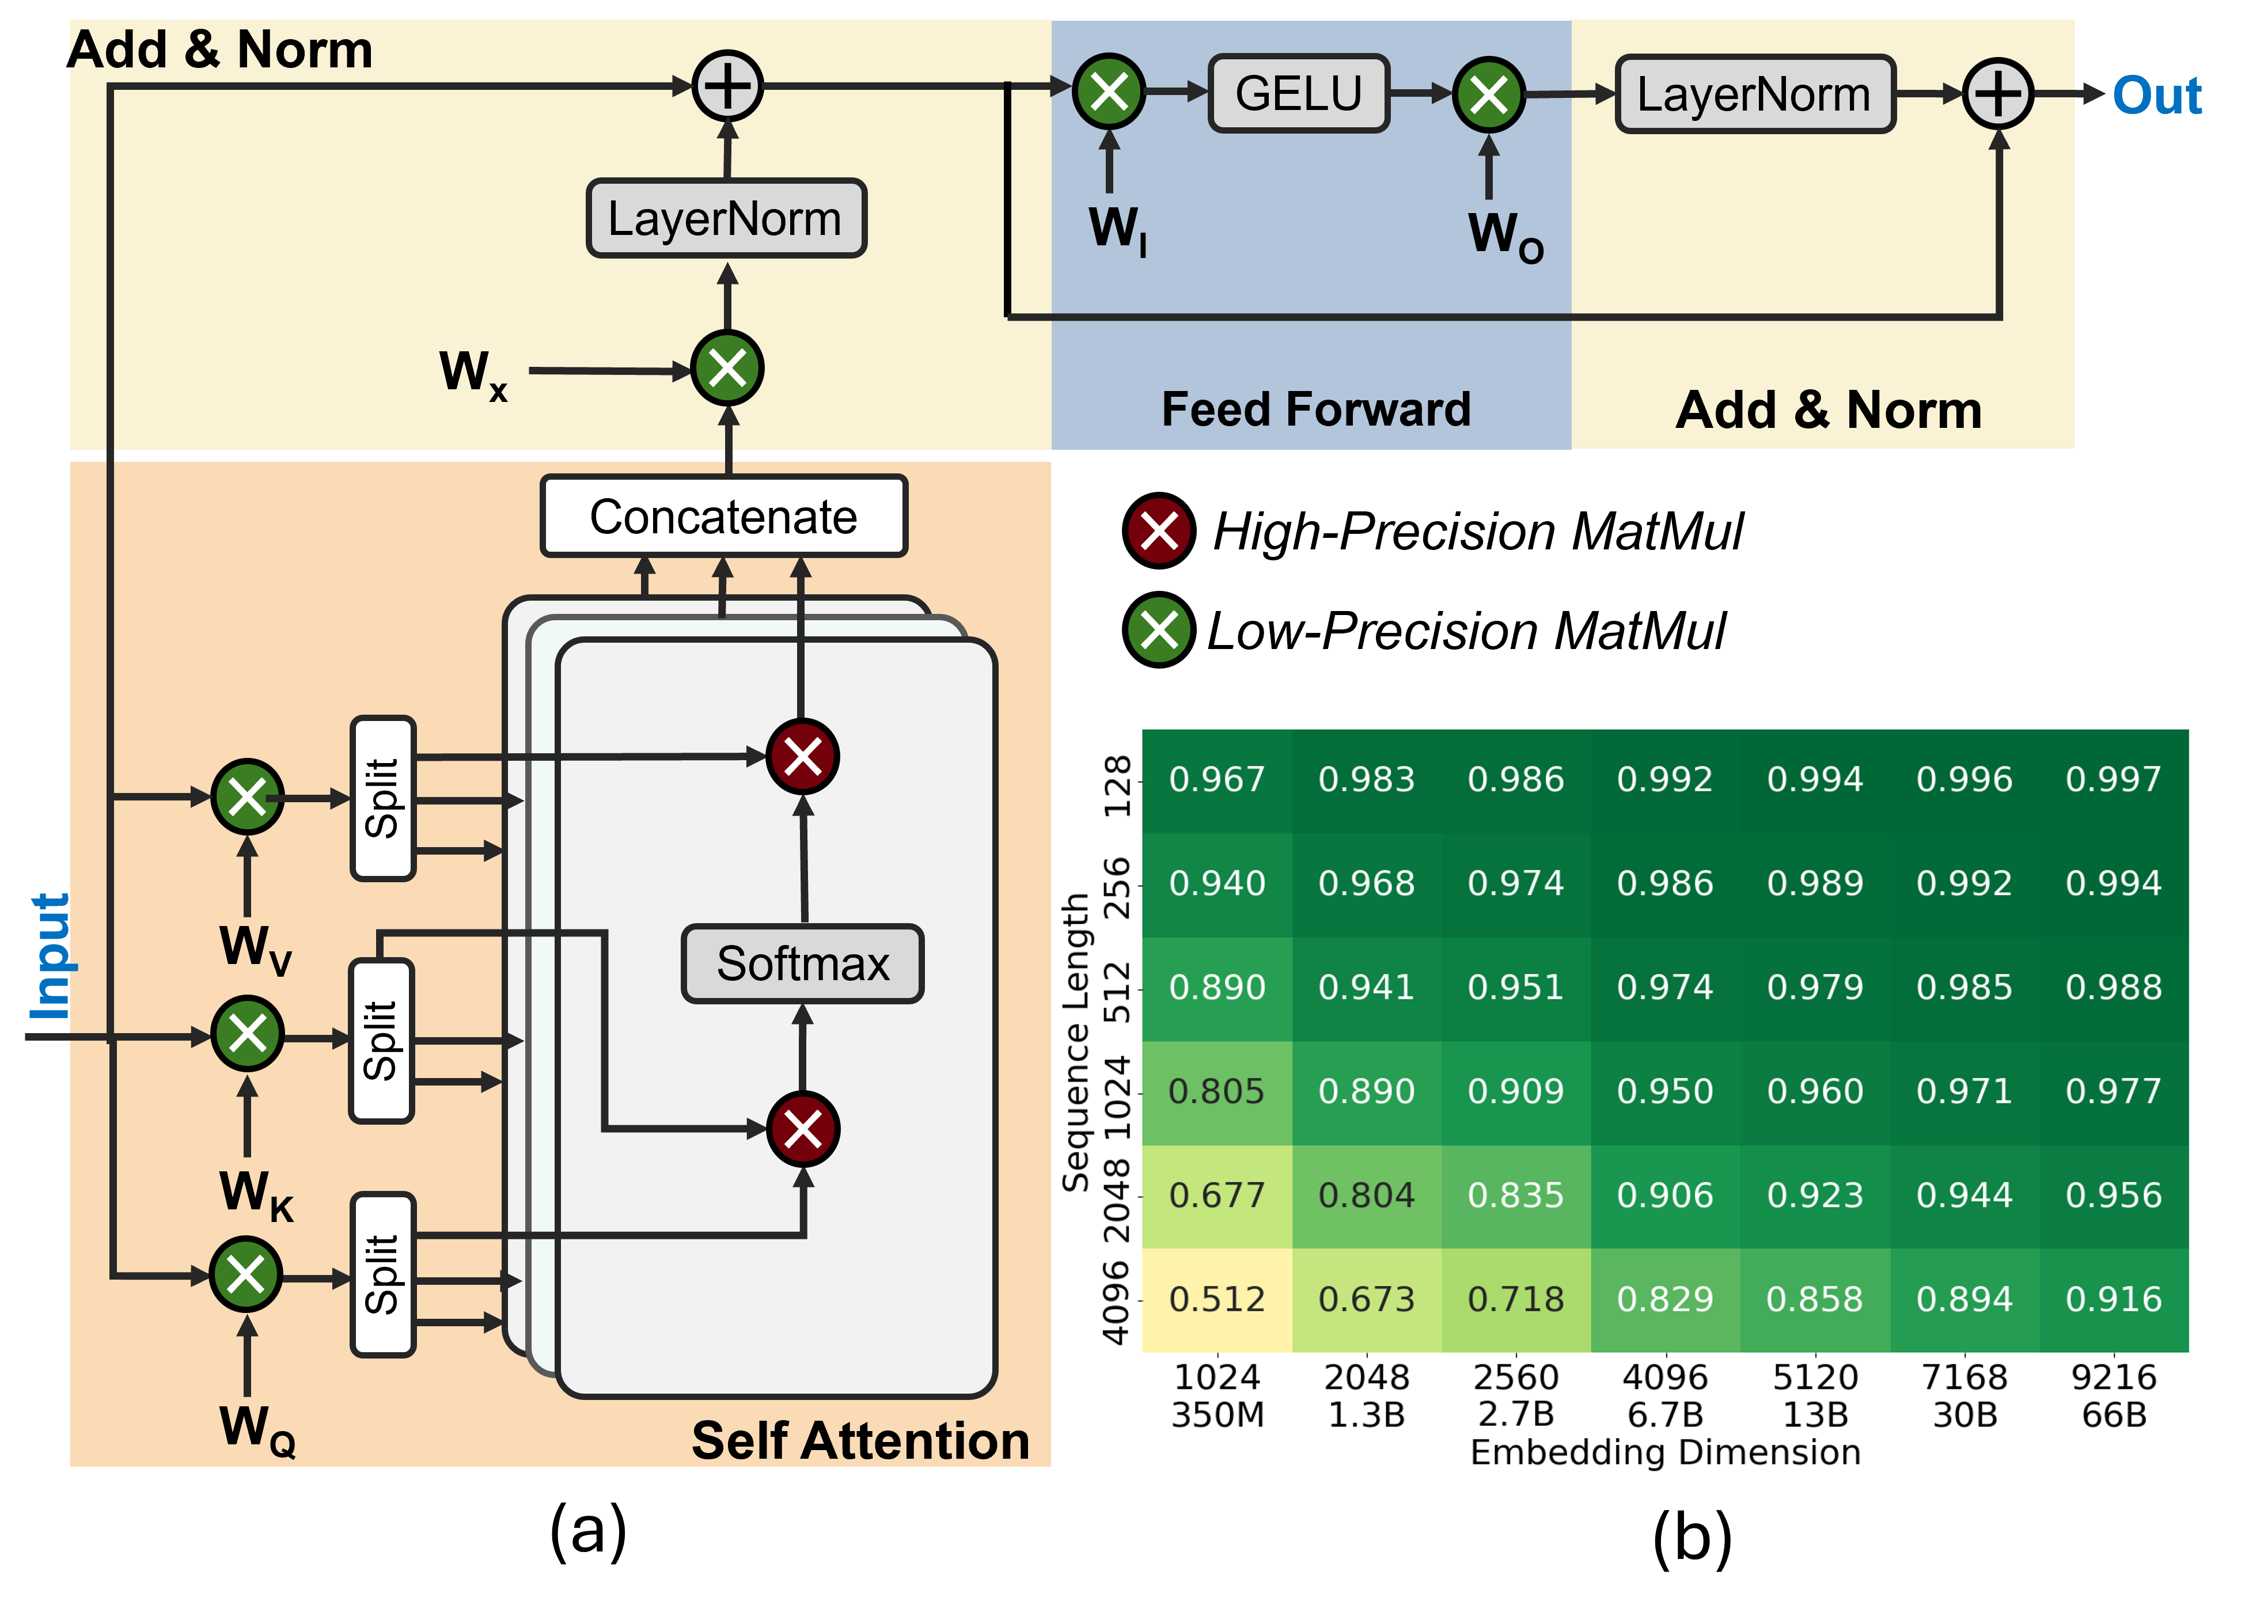 Add & Norm
GELU
LayerNorm
Out
LayerNorm
W_I
W_O
W_x
Feed Forward
Add & Norm
Concatenate
High-Precision MatMul
Low-Precision MatMul
Split
W_V
Input
Softmax
Split
W_K
Split
W_Q
Self Attention
(a)
Sequence Length
128 0.967 0.983 0.986 0.992 0.994 0.996 0.997
256 0.940 0.968 0.974 0.986 0.989 0.992 0.994
512 0.890 0.941 0.951 0.974 0.979 0.985 0.988
1024 0.805 0.890 0.909 0.950 0.960 0.971 0.977
2048 0.677 0.804 0.835 0.906 0.923 0.944 0.956
4096 0.512 0.673 0.718 0.829 0.858 0.894 0.916
1024 2048 2560 4096 5120 7168 9216
350M 1.3B 2.7B 6.7B 13B 30B 66B
Embedding Dimension
(b)